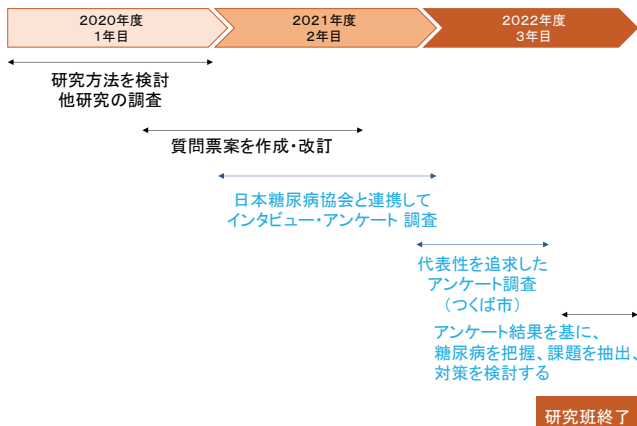 2020年度
1年目
2021年度
2年目
2022年度
3年目
研究方法を検討
他研究の調査
質問票案を作成・改訂
日本糖尿病協会と連携して
インタビュー・アンケート 調査
代表性を追求した
アンケート調査
（つくば市）
アンケート結果を基に、
糖尿病を把握、課題を抽出、
対策を検討する
研究班終了